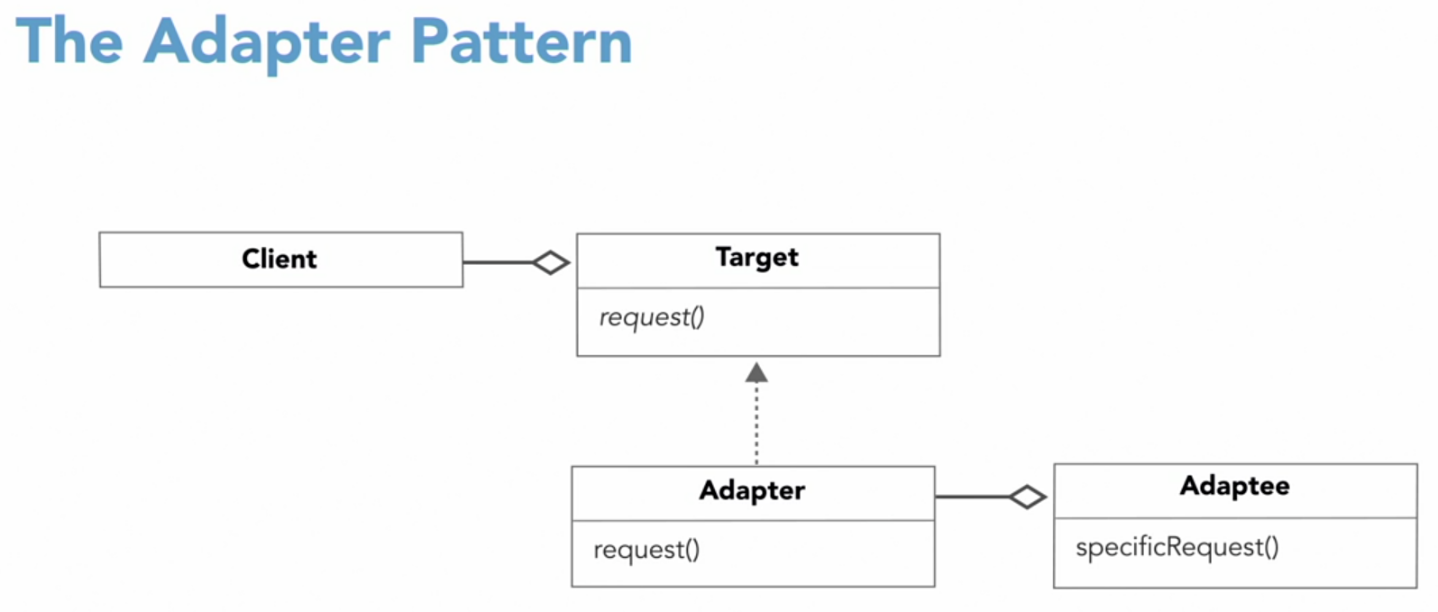 The Adapter Pattern
Client
Target
request()
Adapter
request()
Adaptee
specificRequest()